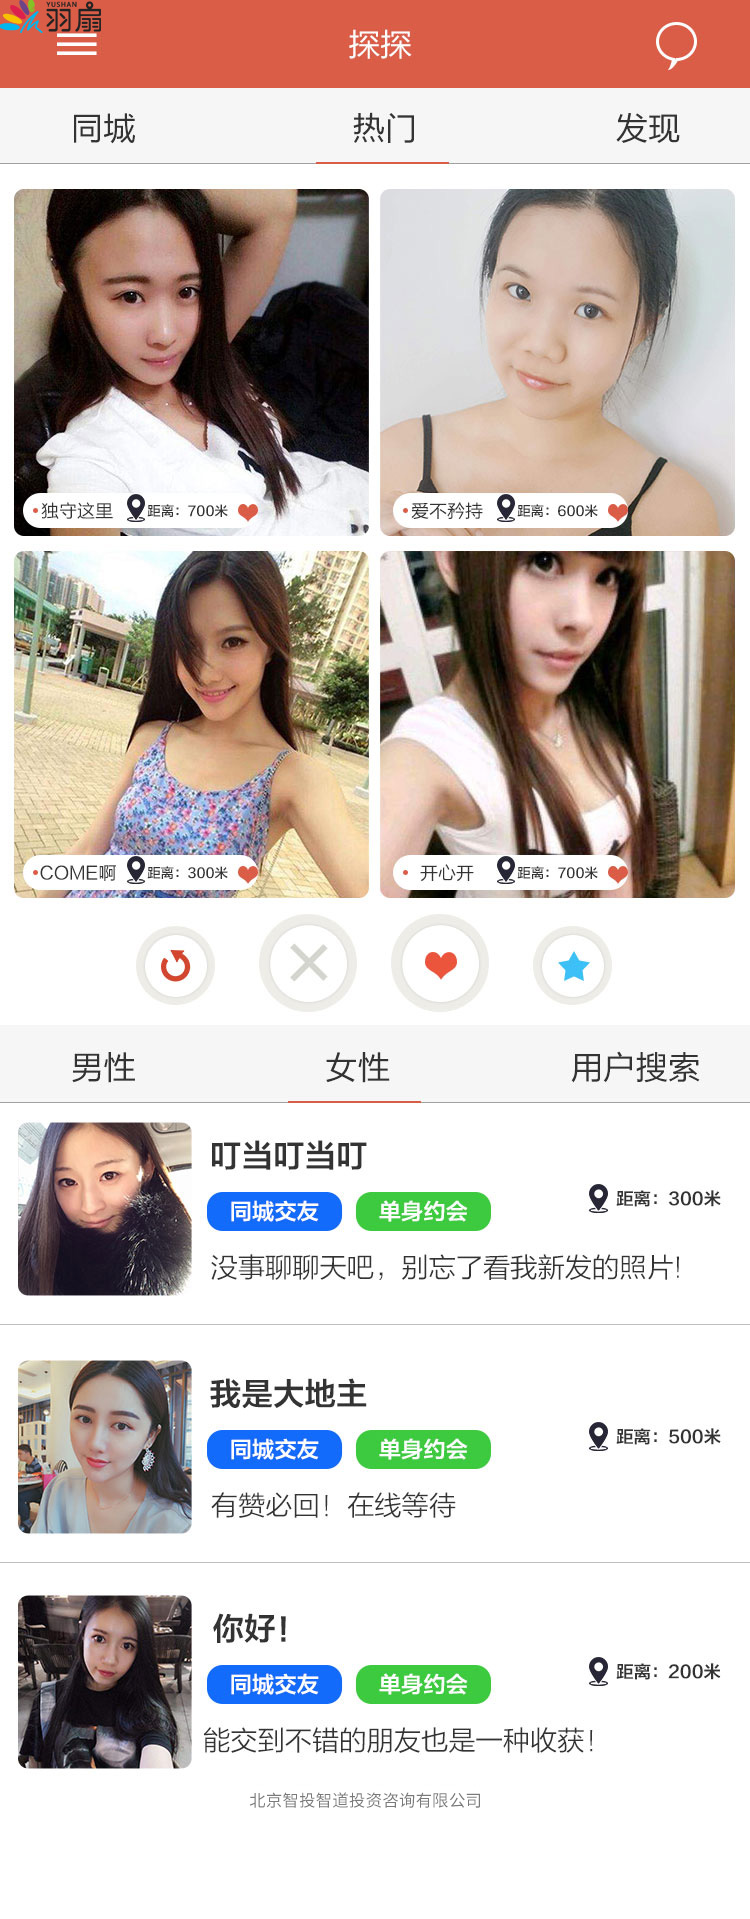 YUSHAN
羽扇
探探
同城 热门 发现
独守这里 距离：700米
爱不矜持 距离：600米
COME啊 距离：300米
开心开 距离：700米
男性 女性 用户搜索
叮当叮当叮
同城交友 单身约会
距离：300米
没事聊聊天吧，别忘了看我新发的照片!
我是大地主
同城交友 单身约会
距离：500米
有赞必回！在线等待
你好！
同城交友 单身约会
距离：200米
能交到不错的朋友也是一种收获！
北京智投智道投资咨询有限公司